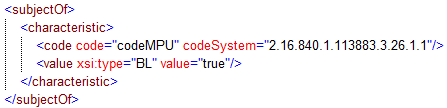 <subjectOf>
<characteristic>
<code code="codeMPU" codeSystem="2.16.840.1.113883.3.26.1.1"/>
<value xsi:type="BL" value="true"/>
</characteristic>
</subjectOf>